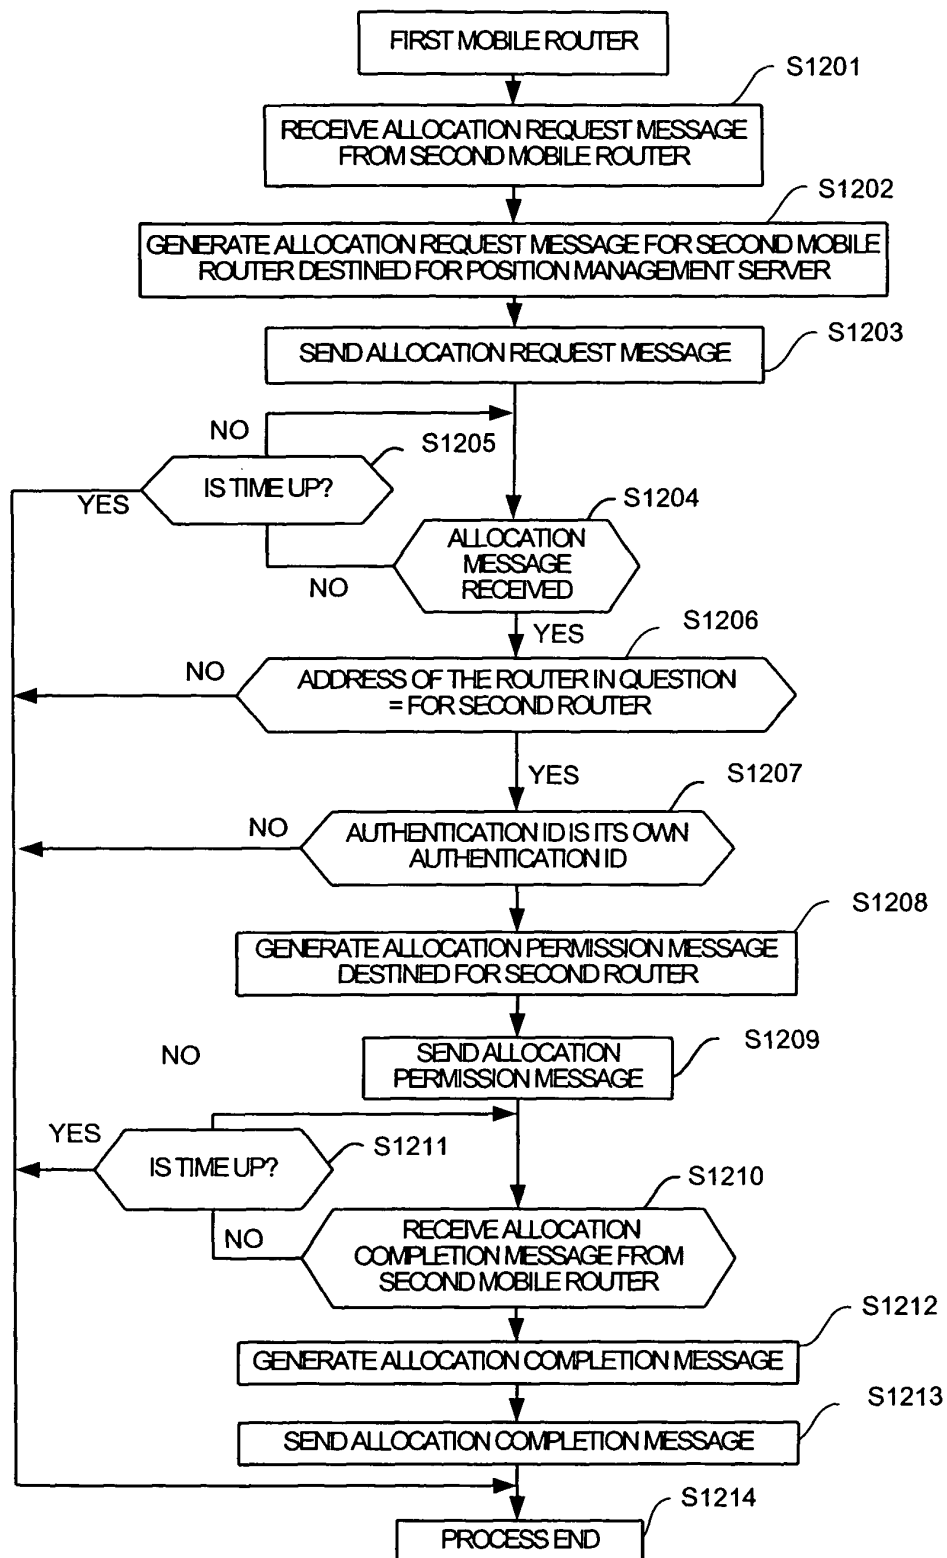 FIRST MOBILE ROUTER
S1201
RECEIVE ALLOCATION REQUEST MESSAGE
FROM SECOND MOBILE ROUTER
S1202
GENERATE ALLOCATION REQUEST MESSAGE FOR SECOND MOBILE
ROUTER DESTINED FOR POSITION MANAGEMENT SERVER
S1203
SEND ALLOCATION REQUEST MESSAGE
NO
S1205
IS TIME UP?
YES
S1204
ALLOCATION
MESSAGE
RECEIVED
NO
YES
S1206
NO
ADDRESS OF THE ROUTER IN QUESTION
= FOR SECOND ROUTER
YES
S1207
NO
AUTHENTICATION ID IS ITS OWN
AUTHENTICATION ID
S1208
GENERATE ALLOCATION PERMISSION MESSAGE
DESTINED FOR SECOND ROUTER
S1209
SEND ALLOCATION
PERMISSION MESSAGE
NO
YES
S1211
IS TIME UP?
S1210
NO
RECEIVE ALLOCATION
COMPLETION MESSAGE FROM
SECOND MOBILE ROUTER
S1212
GENERATE ALLOCATION COMPLETION MESSAGE
S1213
SEND ALLOCATION COMPLETION MESSAGE
S1214
PROCESS END